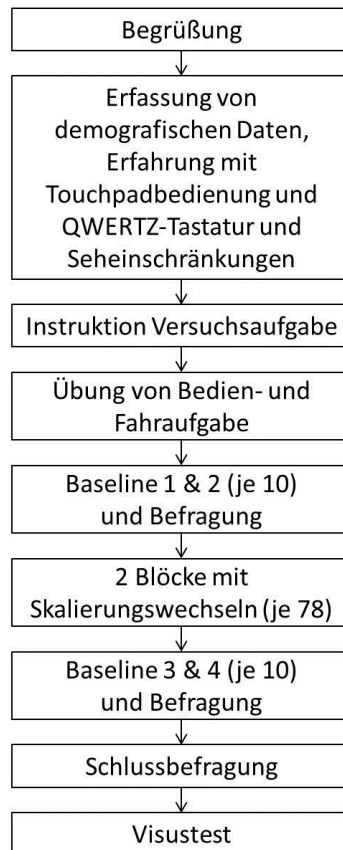 Begrüßung
Erfassung von
demografischen Daten,
Erfahrung mit
Touchpadbedienung und
QWERTZ-Tastatur und
Seheinschränkungen
Instruktion Versuchsaufgabe
Übung von Bedien- und
Fahraufgabe
Baseline 1 & 2 (je 10)
und Befragung
2 Blöcke mit
Skalierungswechseln (je 78)
Baseline 3 & 4 (je 10)
und Befragung
Schlussbefragung
Visustest